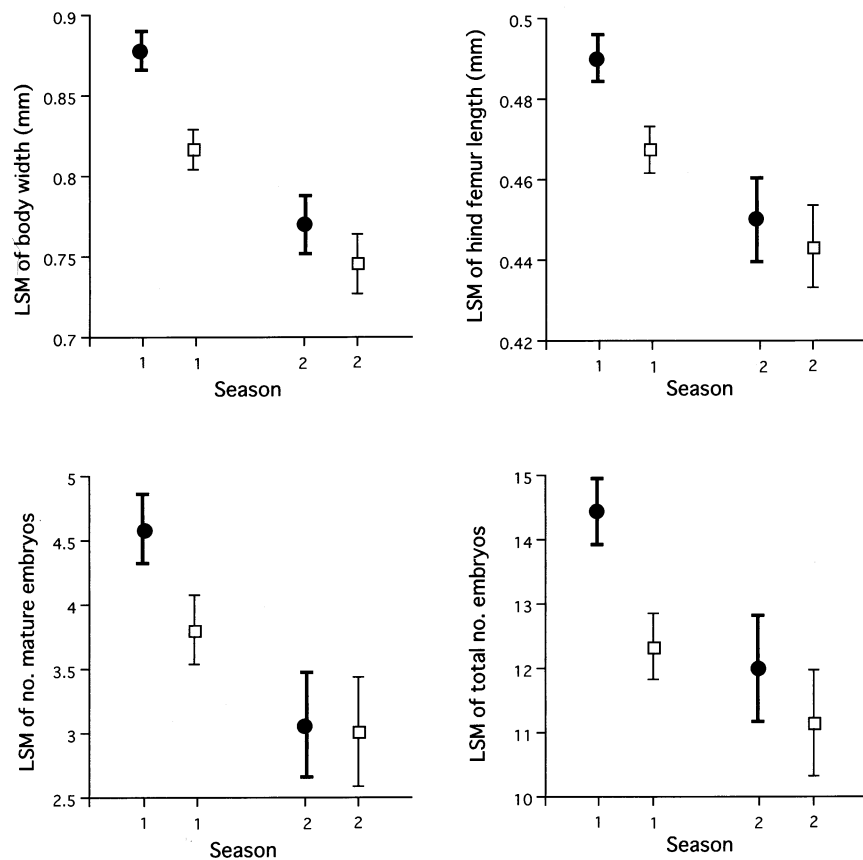 LSM of body width (mm)
0.9
0.85
0.8
0.75
0.7
1 1 2 2
Season
LSM of hind femur length (mm)
0.5
0.48
0.46
0.44
0.42
1 1 2 2
Season
LSM of no. mature embryos
5
4.5
4
3.5
3
2.5
1 1 2 2
Season
LSM of total no. embryos
15
14
13
12
11
10
1 1 2 2
Season